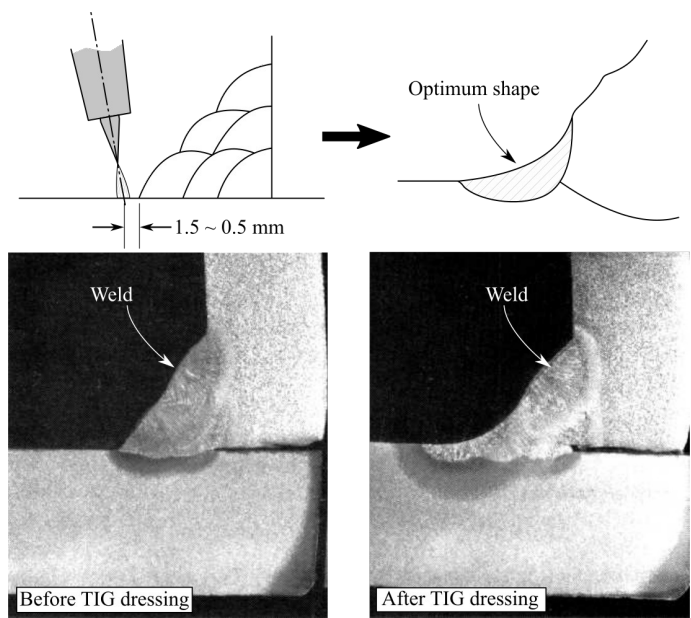 Optimum shape
1.5 ~ 0.5 mm
Weld
Weld
Before TIG dressing
After TIG dressing